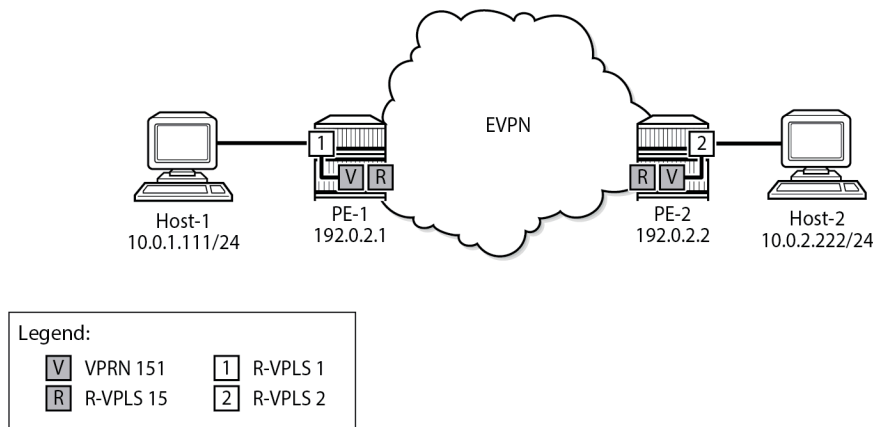 EVPN
1
V R
PE-1
192.0.2.1
2
R V
PE-2
192.0.2.2
Host-1
10.0.1.111/24
Host-2
10.0.2.222/24
Legend:
V VPRN 151
1 R-VPLS 1
R R-VPLS 15
2 R-VPLS 2